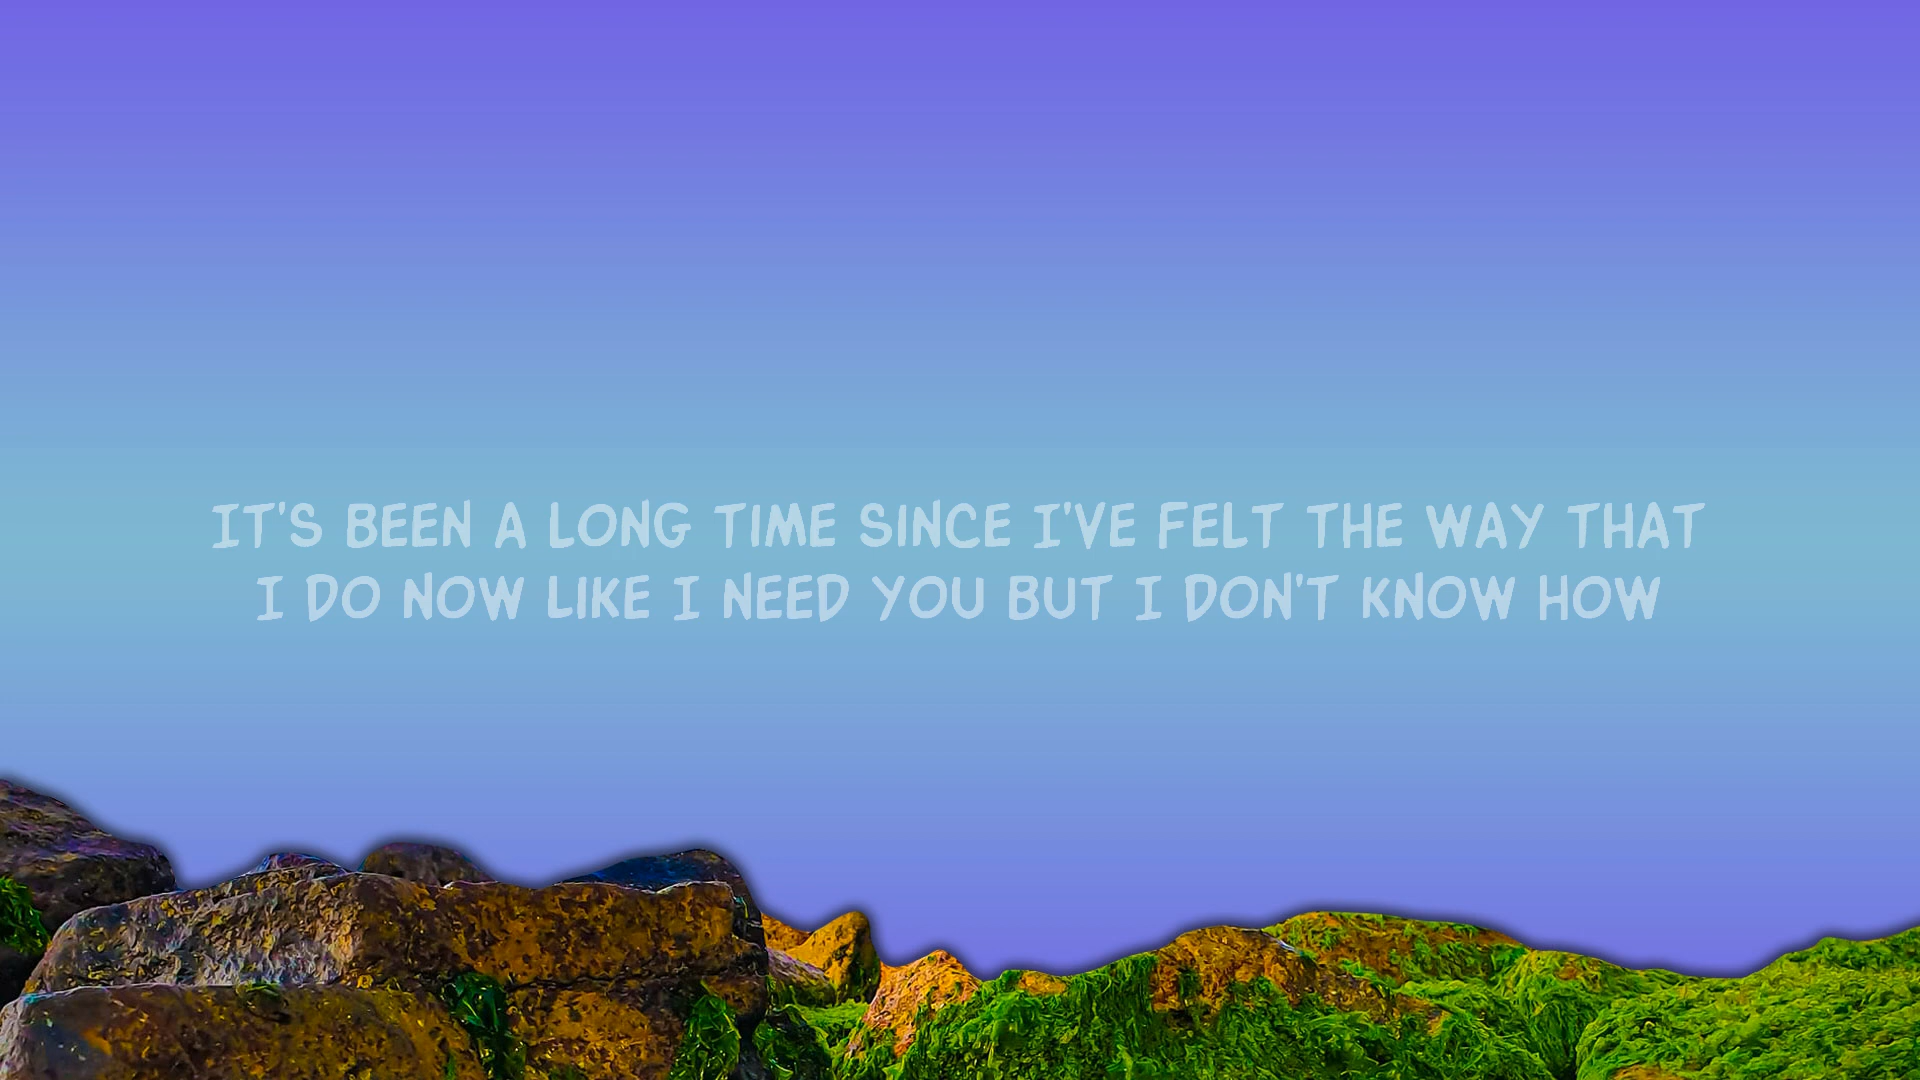 IT'S BEEN A LONG TIME SINCE I'VE FELT THE WAY THAT
I DO NOW LIKE I NEED YOU BUT I DON'T KNOW HOW